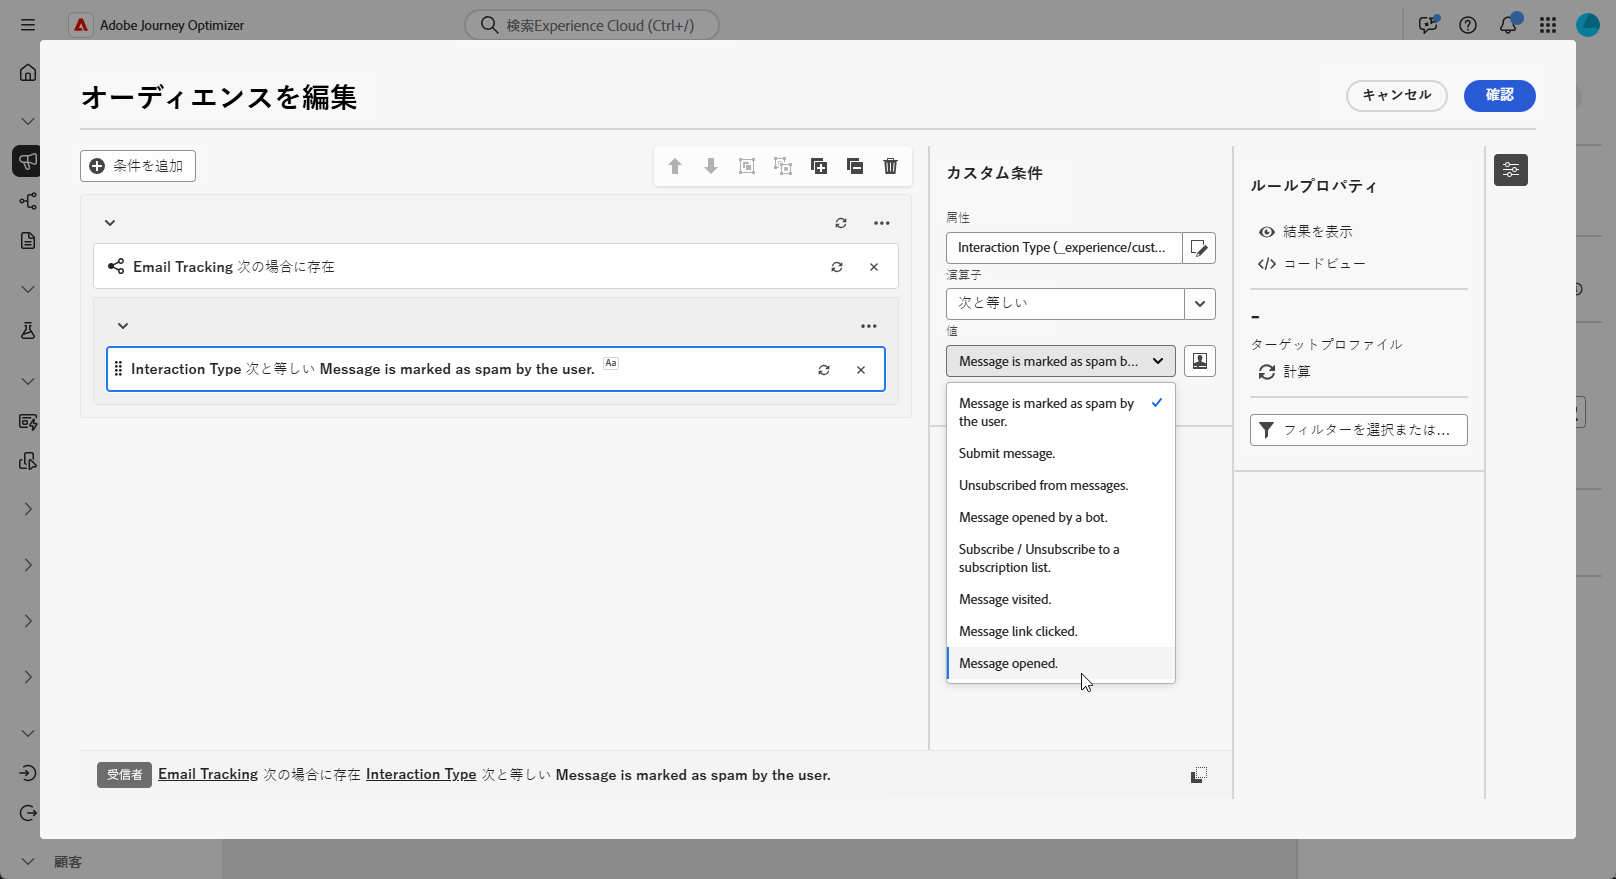 Adobe Journey Optimizer
検索Experience Cloud (Ctrl+/)
オーディエンスを編集
キャンセル
確認
条件を追加
Email Tracking 次の場合に存在
Interaction Type 次と等しい Message is marked as spam by the user. Aa
カスタム条件
属性
Interaction Type (_experience/cust...
演算子
次と等しい
値
Message is marked as spam b...
Message is marked as spam by
the user.
Submit message.
Unsubscribed from messages.
Message opened by a bot.
Subscribe / Unsubscribe to a
subscription list.
Message visited.
Message link clicked.
Message opened.
ルールプロパティ
結果を表示
コードビュー
-
ターゲットプロファイル
計算
フィルターを選択または...
受信者 Email Tracking 次の場合に存在 Interaction Type 次と等しい Message is marked as spam by the user.
顧客